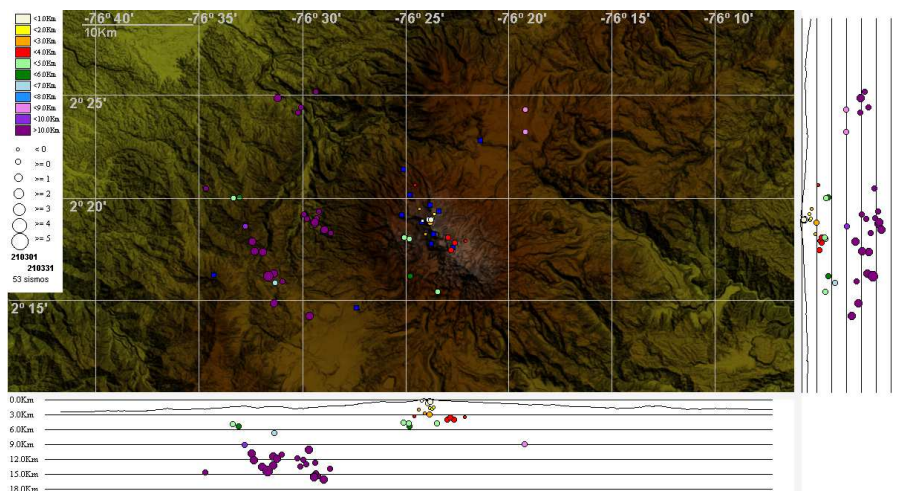 -76º 40' -76º 35' -76º 30' -76º 25' -76º 20' -76º 15' -76º 10'
10Km
<1.0Km
<2.0Km
<3.0Km
<4.0Km
<5.0Km
<6.0Km
<7.0Km
<8.0Km
<9.0Km
<10.0Km
>10.0Km
< 0
>= 0
>= 1
>= 2
>= 3
>= 4
>= 5
210301
210331
53 sismos
2º 25'
2º 20'
2º 15'
0.0Km
3.0Km
6.0Km
9.0Km
12.0Km
15.0Km
18.0Km